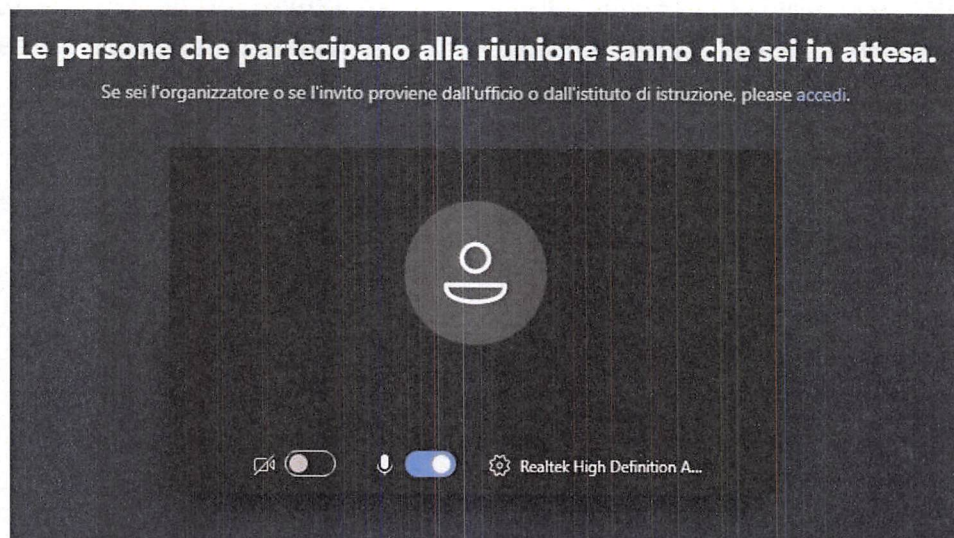 Le persone che partecipano alla riunione sanno che sei in attesa.
Se sei l'organizzatore o se l'invito proviene dall'ufficio o dall'istituto di istruzione, please accedi.
Realtek High Definition A...